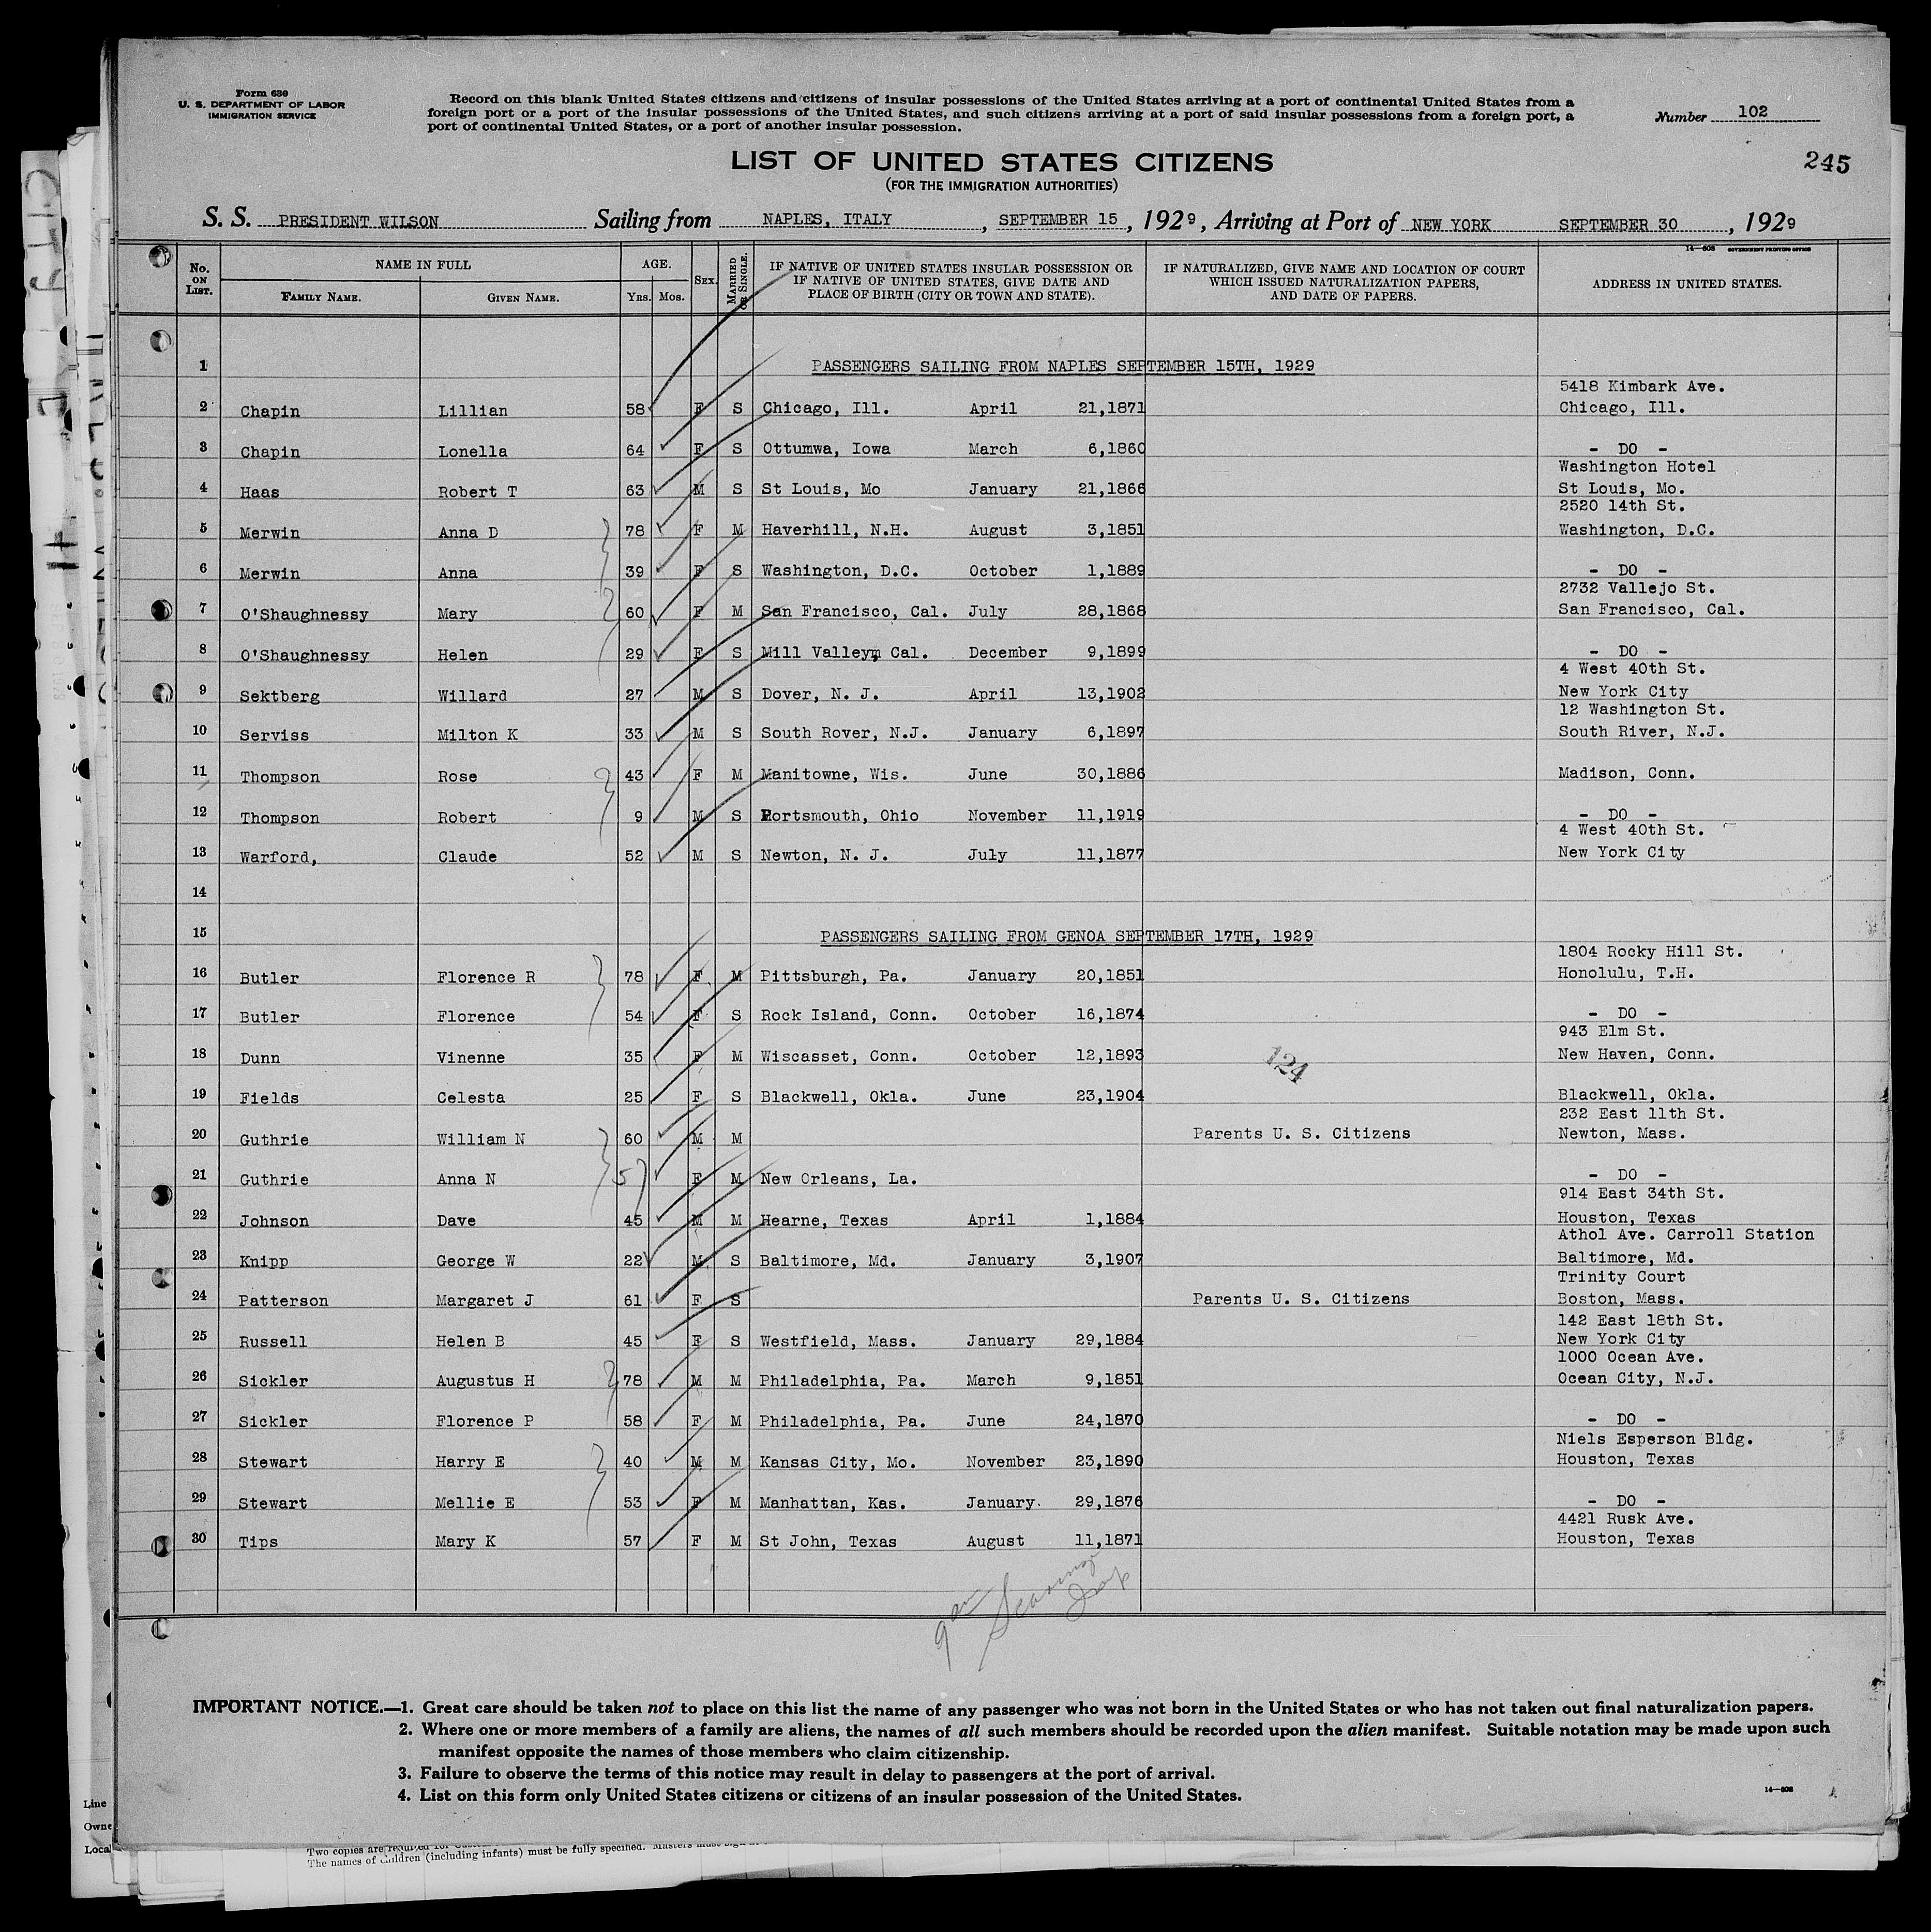 Form 630
U. S. DEPARTMENT OF LABOR
IMMIGRATION SERVICE
Record on this blank United States citizens and citizens of insular possessions of the United States arriving at a port of continental United States from a
foreign port or a port of the insular possessions of the United States, and such citizens arriving at a port of said insular possessions from a foreign port, a
port of continental United States, or a port of another insular possession.
Number 102
245
LIST OF UNITED STATES CITIZENS
(FOR THE IMMIGRATION AUTHORITIES)
S. S. PRESIDENT WILSON Sailing from NAPLES, ITALY, SEPTEMBER 15, 1929, Arriving at Port of NEW YORK SEPTEMBER 30, 1929
14—608 GOVERNMENT PRINTING OFFICE
No. ON LIST. NAME IN FULL FAMILY NAME. GIVEN NAME. AGE. YRS. MOS. SEX. MARRIED OR SINGLE. IF NATIVE OF UNITED STATES INSULAR POSSESSION OR IF NATIVE OF UNITED STATES, GIVE DATE AND PLACE OF BIRTH (CITY OR TOWN AND STATE). IF NATURALIZED, GIVE NAME AND LOCATION OF COURT WHICH ISSUED NATURALIZATION PAPERS, AND DATE OF PAPERS. ADDRESS IN UNITED STATES.
1 PASSENGERS SAILING FROM NAPLES SEPTEMBER 15TH, 1929
5418 Kimbark Ave.
2 Chapin Lillian 58 F S Chicago, Ill. April 21,1871 Chicago, Ill.
3 Chapin Lonella 64 F S Ottumwa, Iowa March 6,1860 - DO -
Washington Hotel
4 Haas Robert T 63 M S St Louis, Mo January 21,1866 St Louis, Mo.
2520 14th St.
5 Merwin Anna D 78 F M Haverhill, N.H. August 3,1851 Washington, D.C.
6 Merwin Anna 39 F S Washington, D.C. October 1,1889 - DO -
2732 Vallejo St.
7 O'Shaughnessy Mary 60 F M San Francisco, Cal. July 28,1868 San Francisco, Cal.
8 O'Shaughnessy Helen 29 F S Mill Valley, Cal. December 9,1899 - DO -
4 West 40th St.
9 Sektberg Willard 27 M S Dover, N. J. April 13,1902 New York City
12 Washington St.
10 Serviss Milton K 33 M S South Rover, N.J. January 6,1897 South River, N.J.
11 Thompson Rose 43 F M Manitowne, Wis. June 30,1886 Madison, Conn.
12 Thompson Robert 9 M S Portsmouth, Ohio November 11,1919 - DO -
4 West 40th St.
13 Warford, Claude 52 M S Newton, N. J. July 11,1877 New York City
14
15 PASSENGERS SAILING FROM GENOA SEPTEMBER 17TH, 1929
1804 Rocky Hill St.
16 Butler Florence R 78 F M Pittsburgh, Pa. January 20,1851 Honolulu, T.H.
17 Butler Florence 54 F S Rock Island, Conn. October 16,1874 - DO -
943 Elm St.
18 Dunn Vinenne 35 F M Wiscasset, Conn. October 12,1893 124 New Haven, Conn.
19 Fields Celesta 25 F S Blackwell, Okla. June 23,1904 Blackwell, Okla.
232 East 11th St.
20 Guthrie William N 60 M M Parents U. S. Citizens Newton, Mass.
21 Guthrie Anna N 57 F M New Orleans, La. - DO -
914 East 34th St.
22 Johnson Dave 45 M M Hearne, Texas April 1,1884 Houston, Texas
Athol Ave. Carroll Station
23 Knipp George W 22 M S Baltimore, Md. January 3,1907 Baltimore, Md.
Trinity Court
24 Patterson Margaret J 61 F S Parents U. S. Citizens Boston, Mass.
142 East 18th St.
25 Russell Helen B 45 F S Westfield, Mass. January 29,1884 New York City
1000 Ocean Ave.
26 Sickler Augustus H 78 M M Philadelphia, Pa. March 9,1851 Ocean City, N.J.
27 Sickler Florence P 58 F M Philadelphia, Pa. June 24,1870 - DO -
Niels Esperson Bldg.
28 Stewart Harry E 40 M M Kansas City, Mo. November 23,1890 Houston, Texas
29 Stewart Mellie E 53 F M Manhattan, Kas. January 29,1876 - DO -
4421 Rusk Ave.
30 Tips Mary K 57 F M St John, Texas August 11,1871 Houston, Texas
IMPORTANT NOTICE.—1. Great care should be taken not to place on this list the name of any passenger who was not born in the United States or who has not taken out final naturalization papers.
2. Where one or more members of a family are aliens, the names of all such members should be recorded upon the alien manifest. Suitable notation may be made upon such
manifest opposite the names of those members who claim citizenship.
3. Failure to observe the terms of this notice may result in delay to passengers at the port of arrival.
4. List on this form only United States citizens or citizens of an insular possession of the United States.
14—608
Line
Owne
Local
Two copies are required for
The names of children (including infants) must be fully specified. Masters must